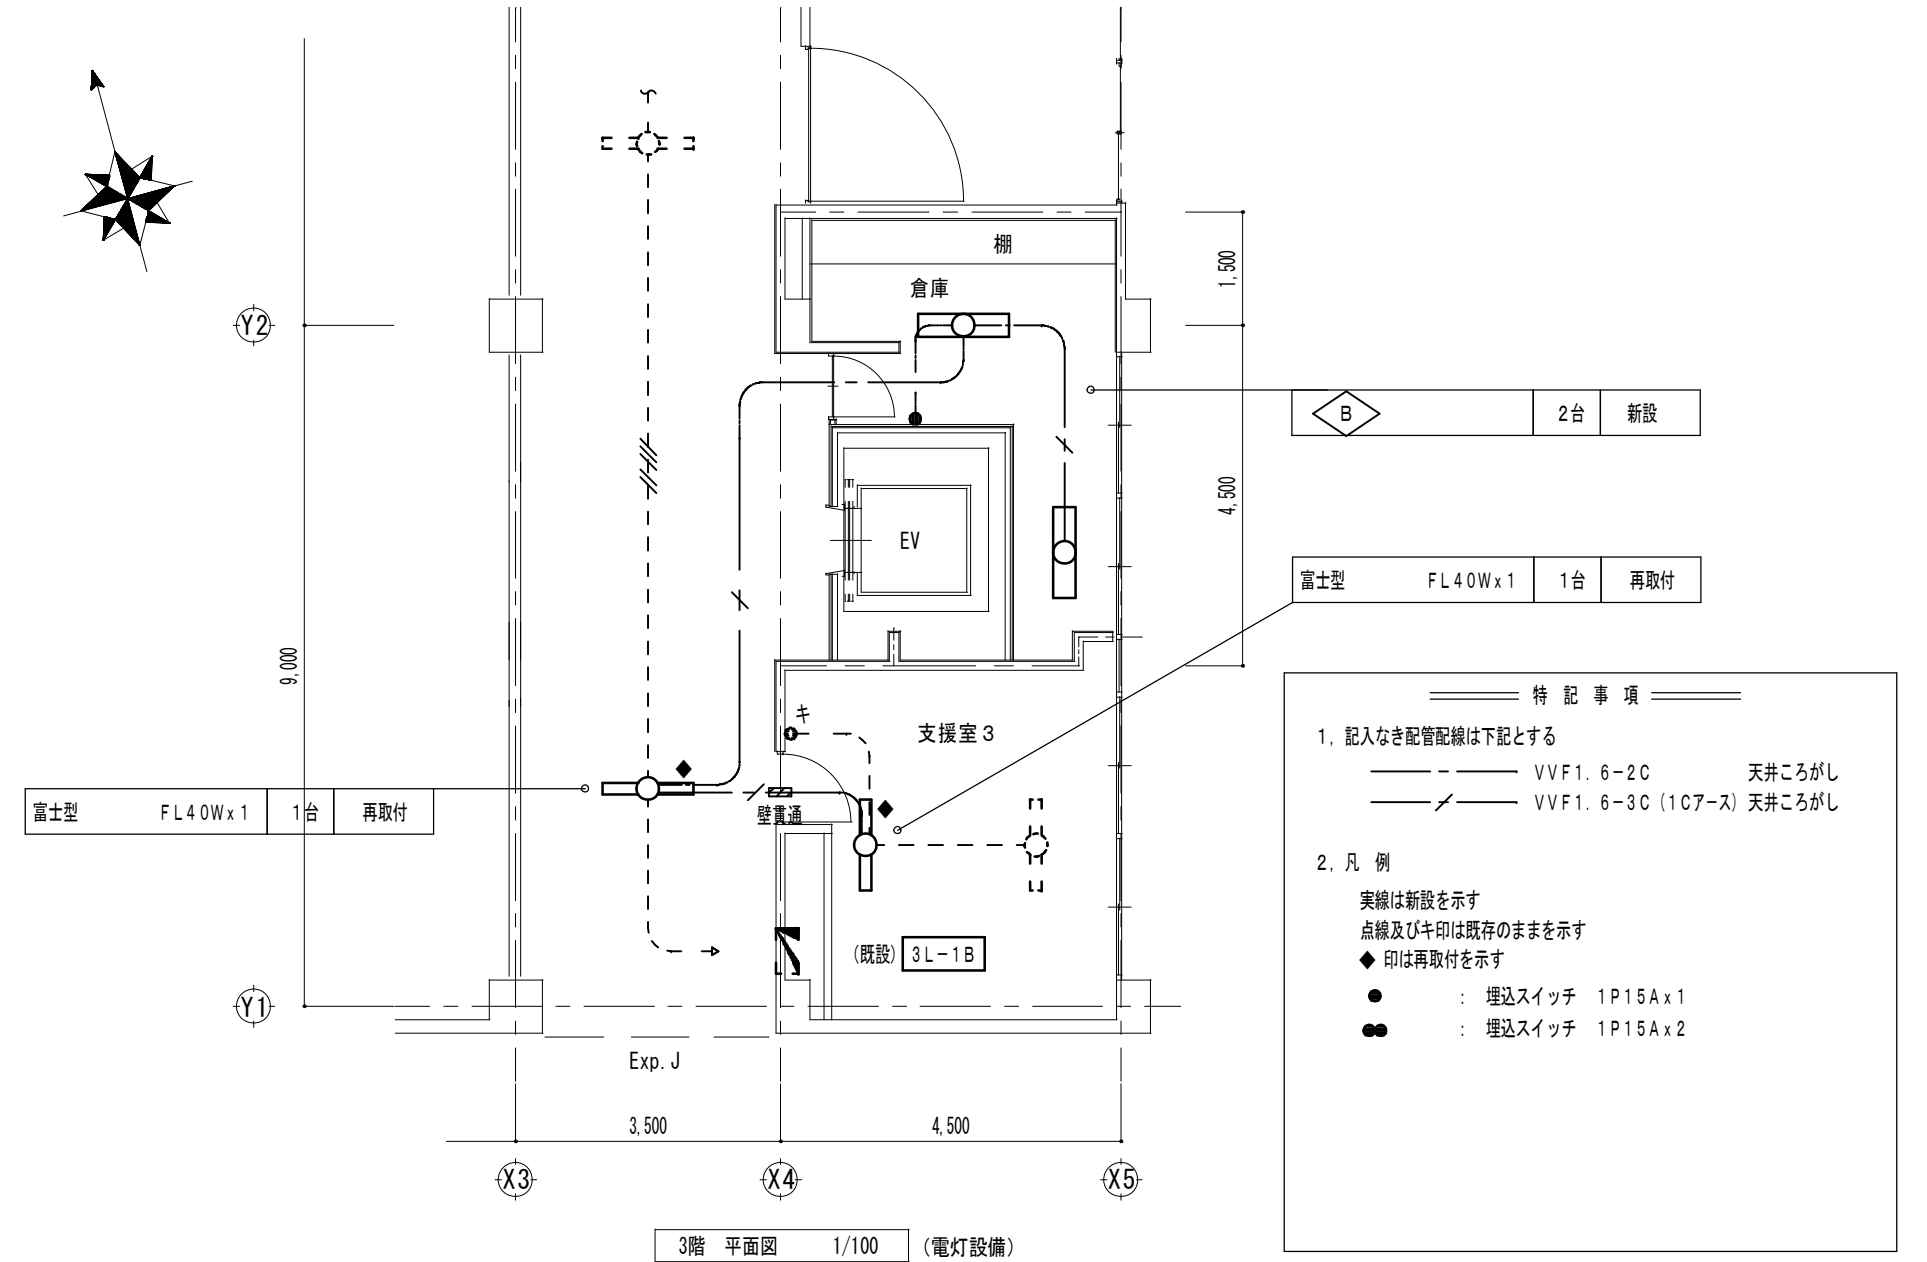 棚
倉庫
1,500
Y2
B 2台 新設
EV
4,500
富士型 FL40Wx1 1台 再取付
9,000
キ
支援室3
特記事項
1, 記入なき配管配線は下記とする
VVF1.6-2C 天井ころがし
VVF1.6-3C (1Cアース) 天井ころがし
富士型 FL40Wx1 1台 再取付
壁貫通
2, 凡 例
実線は新設を示す
点線及びキ印は既存のままを示す
◆ 印は再取付を示す
(既設) 3L-1B
: 埋込スイッチ 1P15Ax1
Y1
: 埋込スイッチ 1P15Ax2
Exp.J
3,500
4,500
X3
X4
X5
3階 平面図 1/100 (電灯設備)